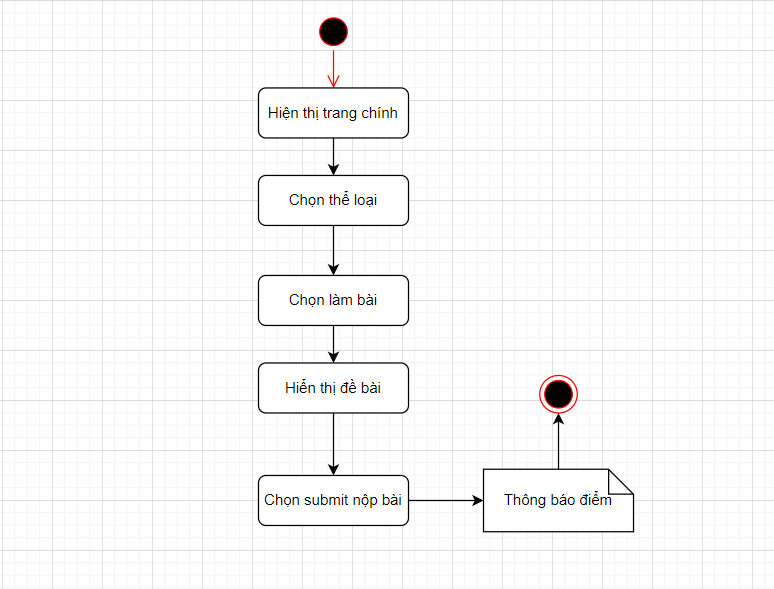 Hiện thị trang chính
Chọn thể loại
Chọn làm bài
Hiển thị đề bài
Chọn submit nộp bài
Thông báo điểm